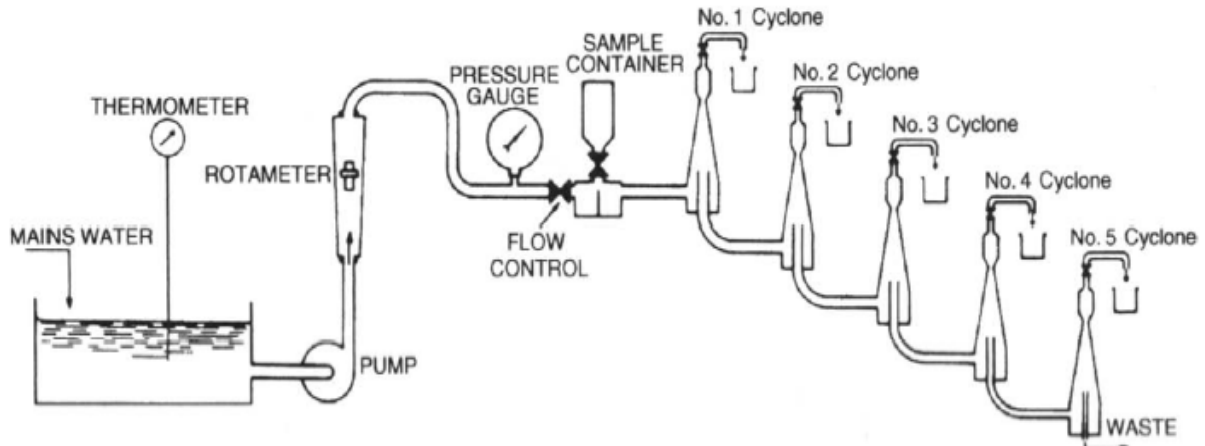 No. 1 Cyclone
SAMPLE
CONTAINER
PRESSURE
GAUGE
No. 2 Cyclone
THERMOMETER
No. 3 Cyclone
ROTAMETER
No. 4 Cyclone
MAINS WATER
FLOW
CONTROL
No. 5 Cyclone
PUMP
WASTE